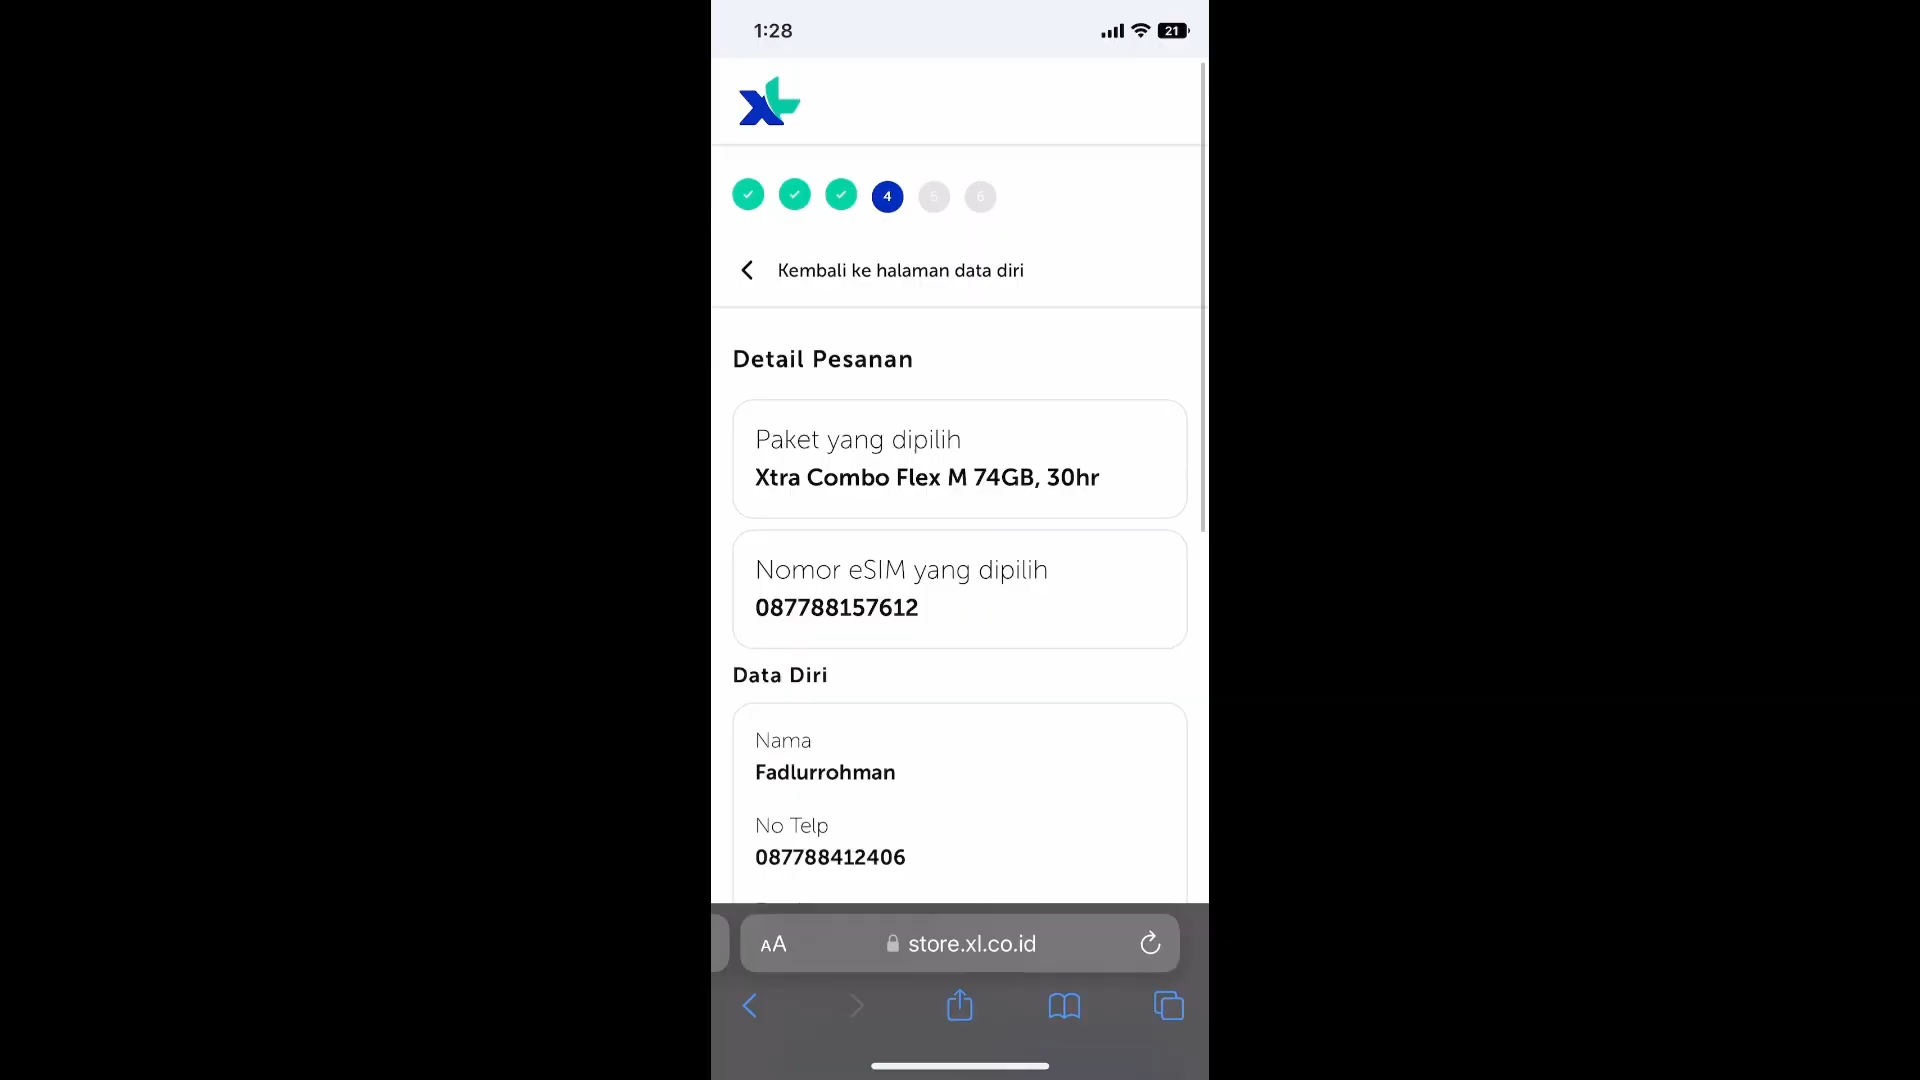 1:28
21
XL
4
5
6
Kembali ke halaman data diri
Detail Pesanan
Paket yang dipilih
Xtra Combo Flex M 74GB, 30hr
Nomor eSIM yang dipilih
087788157612
Data Diri
Nama
Fadlurrohman
No Telp
087788412406
AA
store.xl.co.id